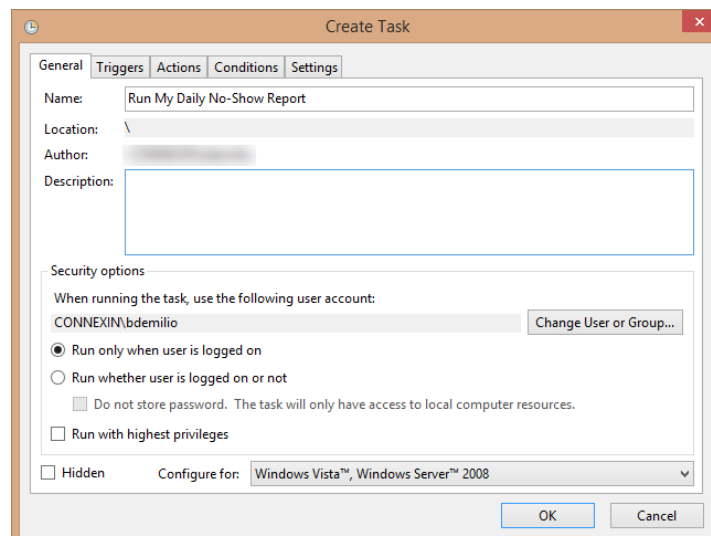 Create Task
General Triggers Actions Conditions Settings
Name: Run My Daily No-Show Report
Location: \
Author:
Description:
Security options
When running the task, use the following user account:
CONNEXIN\bdemilio Change User or Group...
Run only when user is logged on
Run whether user is logged on or not
Do not store password. The task will only have access to local computer resources.
Run with highest privileges
Hidden Configure for: Windows Vista™, Windows Server™ 2008
OK Cancel